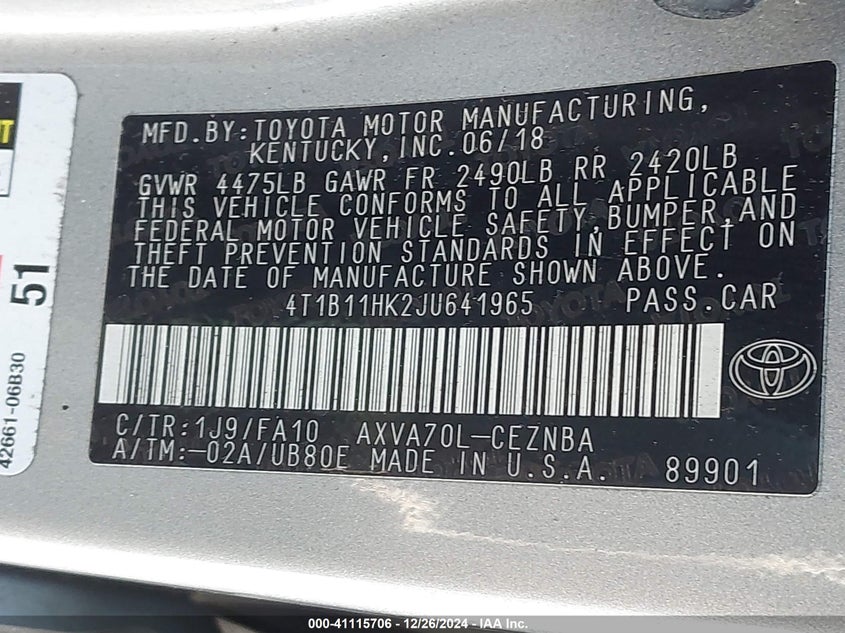 MFD. BY: TOYOTA MOTOR MANUFACTURING,
KENTUCKY, INC. 06/18
GVWR 4475LB GAWR FR 2490LB RR 2420LB
THIS VEHICLE CONFORMS TO ALL APPLICABLE
FEDERAL MOTOR VEHICLE SAFETY, BUMPER, AND
THEFT PREVENTION STANDARDS IN EFFECT ON
THE DATE OF MANUFACTURE SHOWN ABOVE.
4T1B11HK2JU641965 PASS. CAR
C/TR: 1J9/FA10 AXVA70L-CEZNBA
A/TM: -02A/UB80E MADE IN U.S.A. 89901
51
42661-06B30
000-41115706 - 12/26/2024 - IAA Inc.